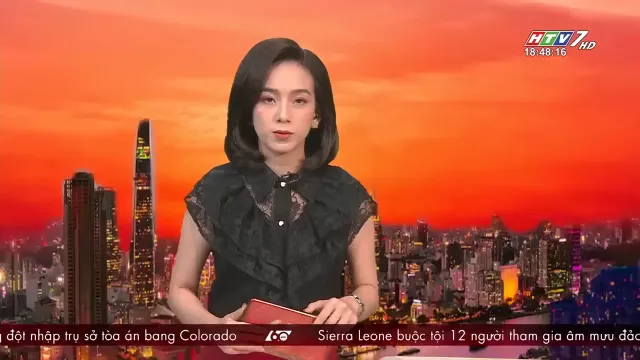 HTV7 HD
18:48:16
g đột nhập trụ sở tòa án bang Colorado 60 Sierra Leone buộc tội 12 người tham gia âm mưu đả